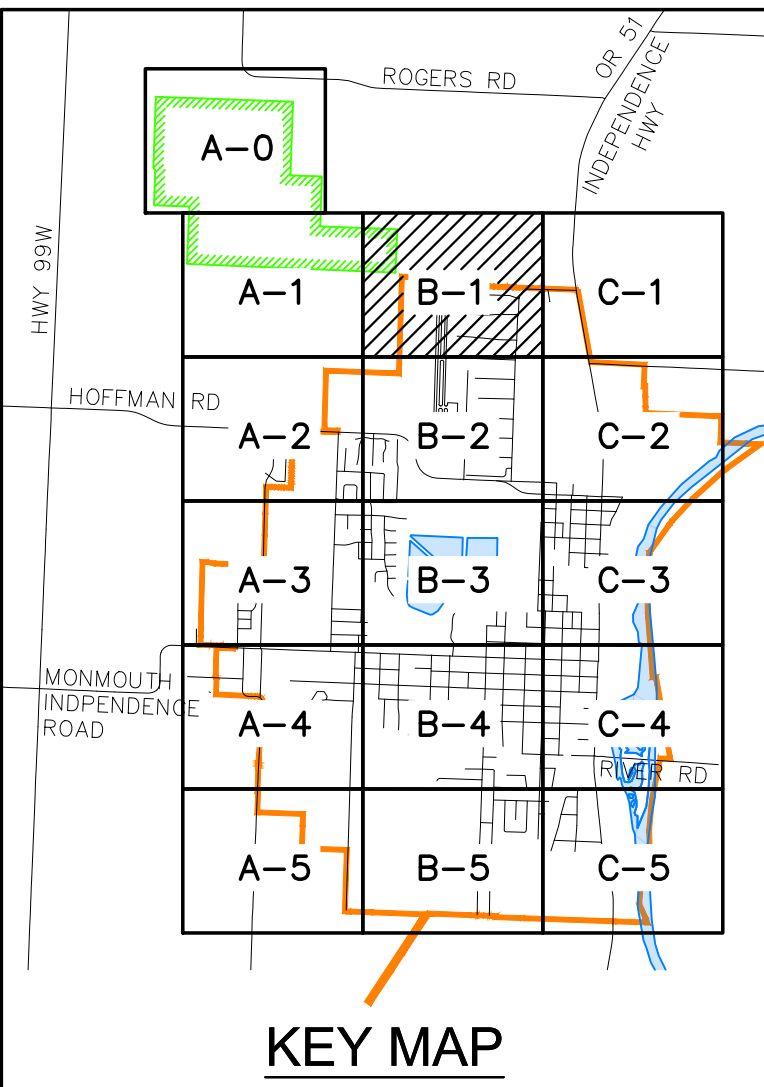 ROGERS RD
OR 51
INDEPENDENCE
HWY
A-0
HWY 99W
A-1
B-1
C-1
HOFFMAN RD
A-2
B-2
C-2
A-3
B-3
C-3
MONMOUTH
INDPENDENCE
ROAD
A-4
B-4
C-4
RIVER RD
A-5
B-5
C-5
KEY MAP